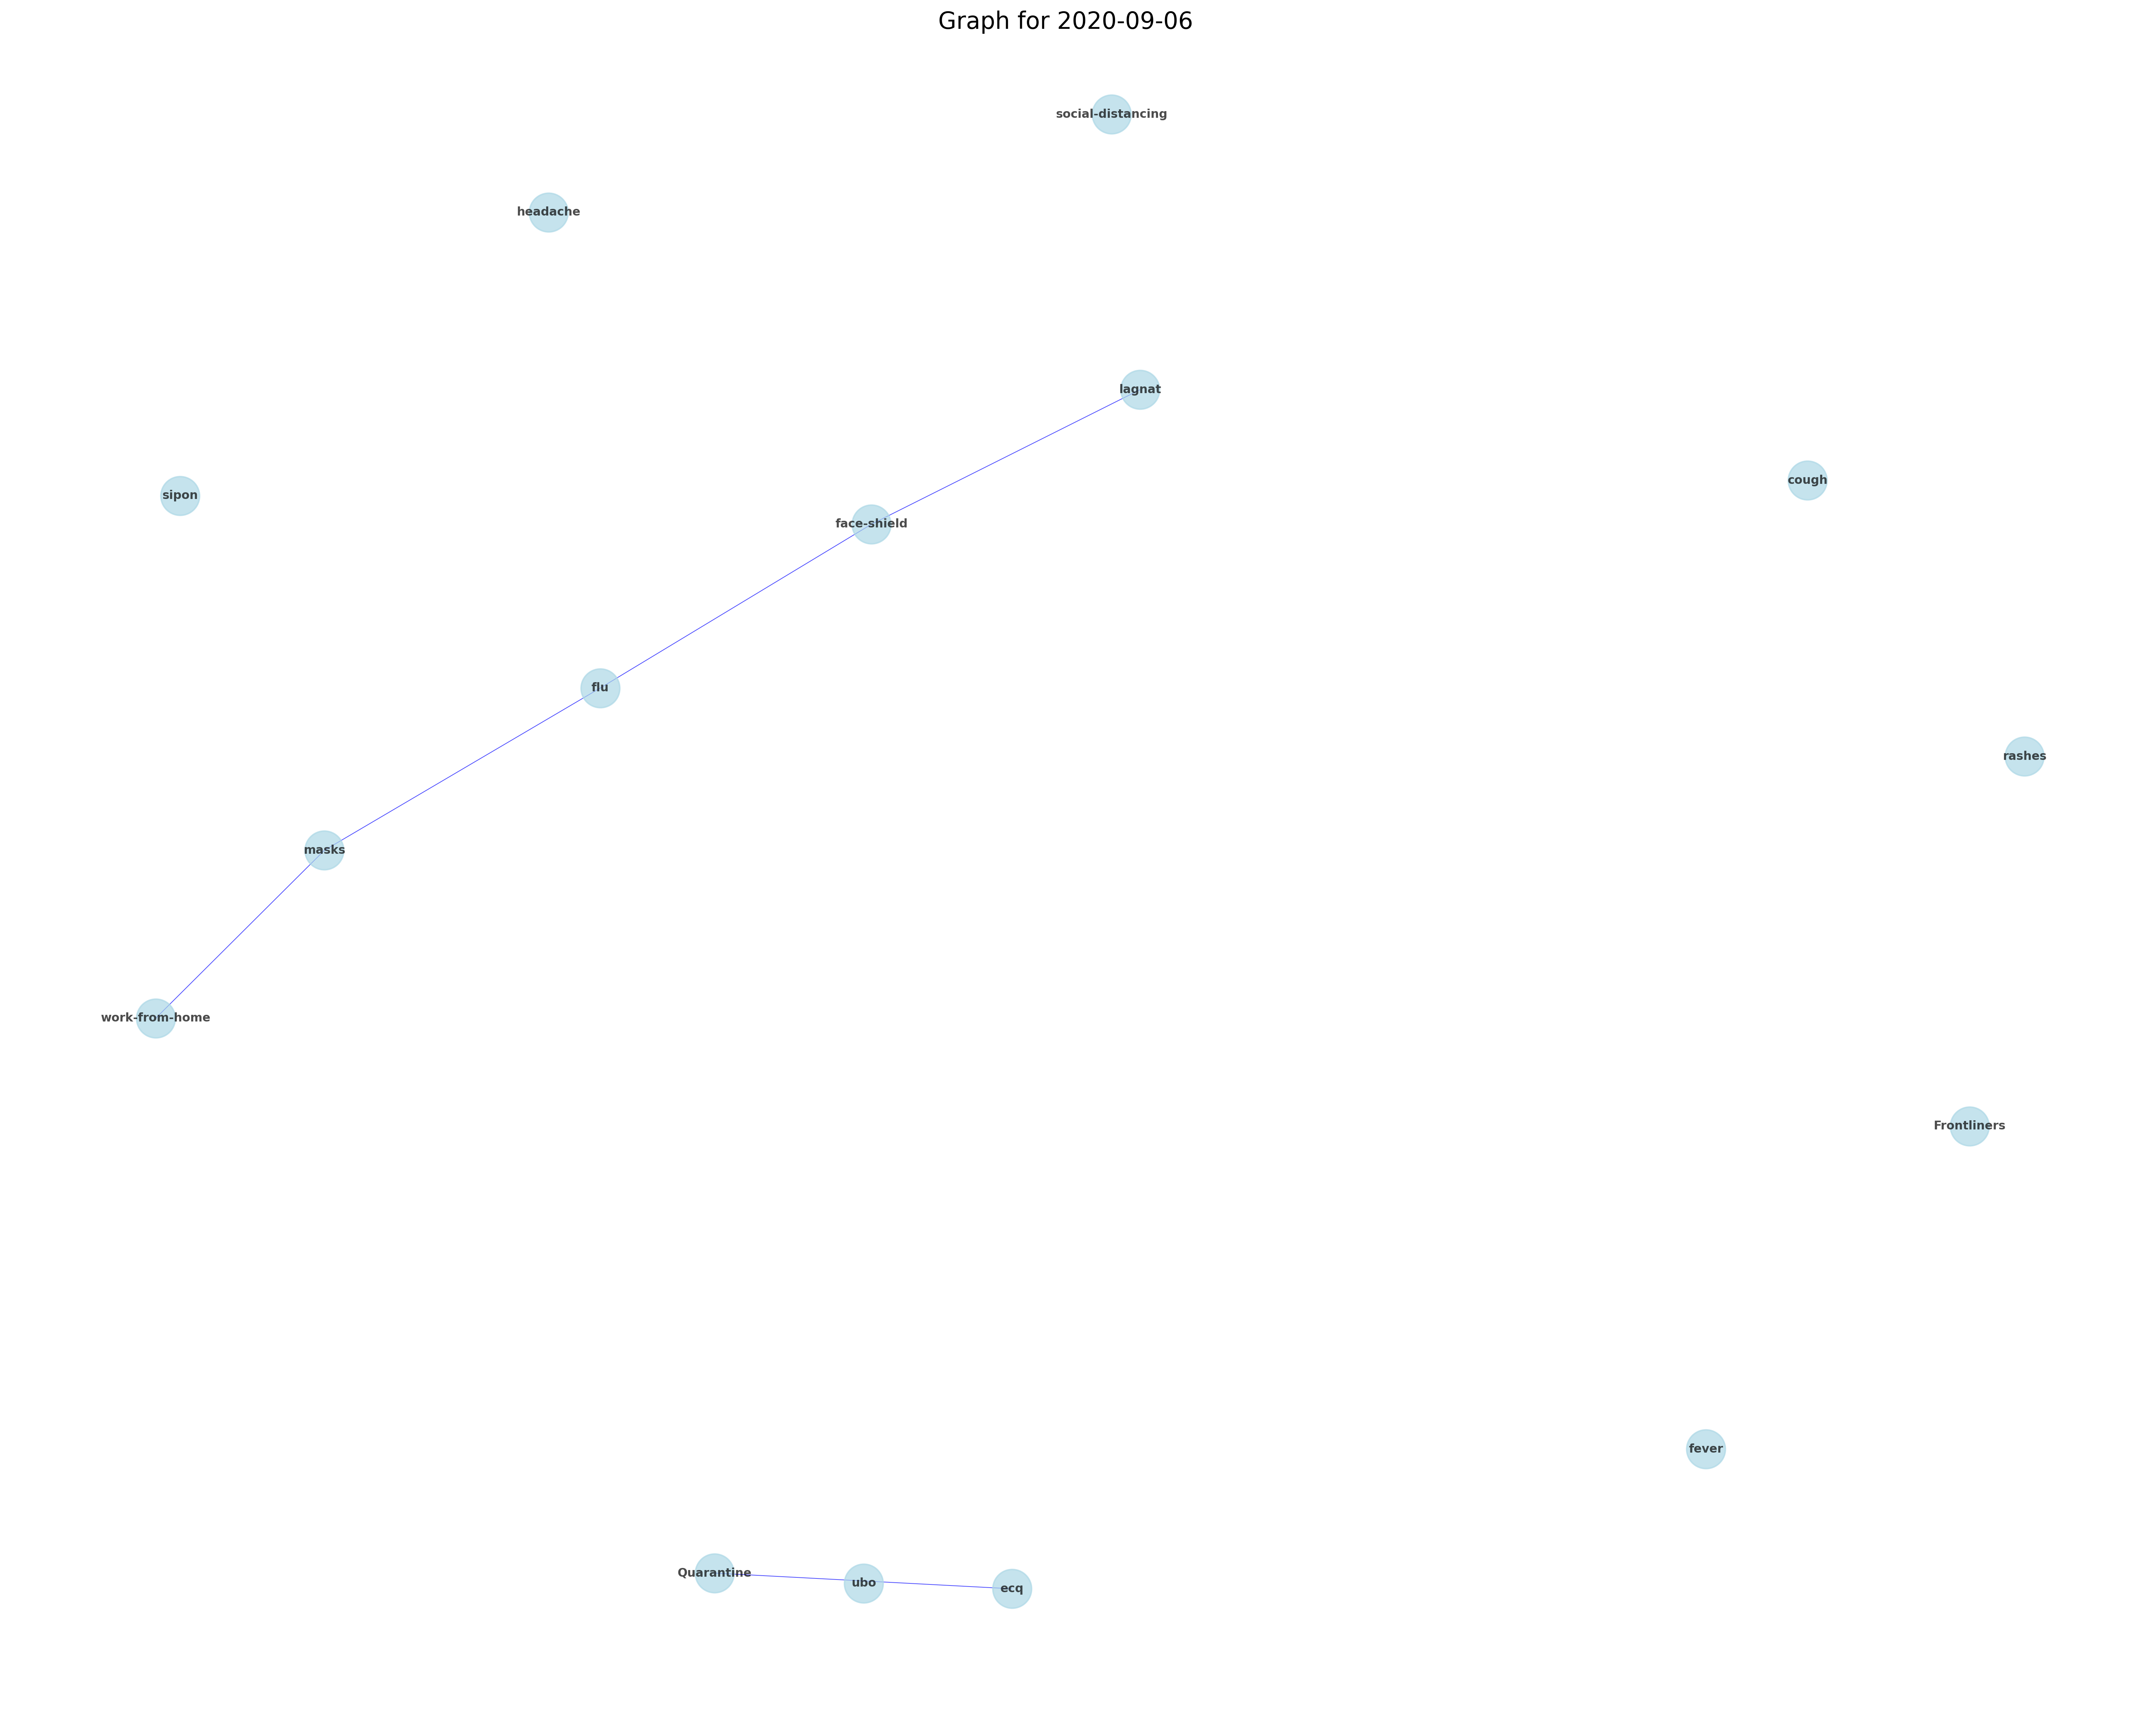 Graph for 2020-09-06
social-distancing
headache
lagnat
cough
sipon
face-shield
flu
rashes
masks
work-from-home
Frontliners
fever
Quarantine
ubo
ecq